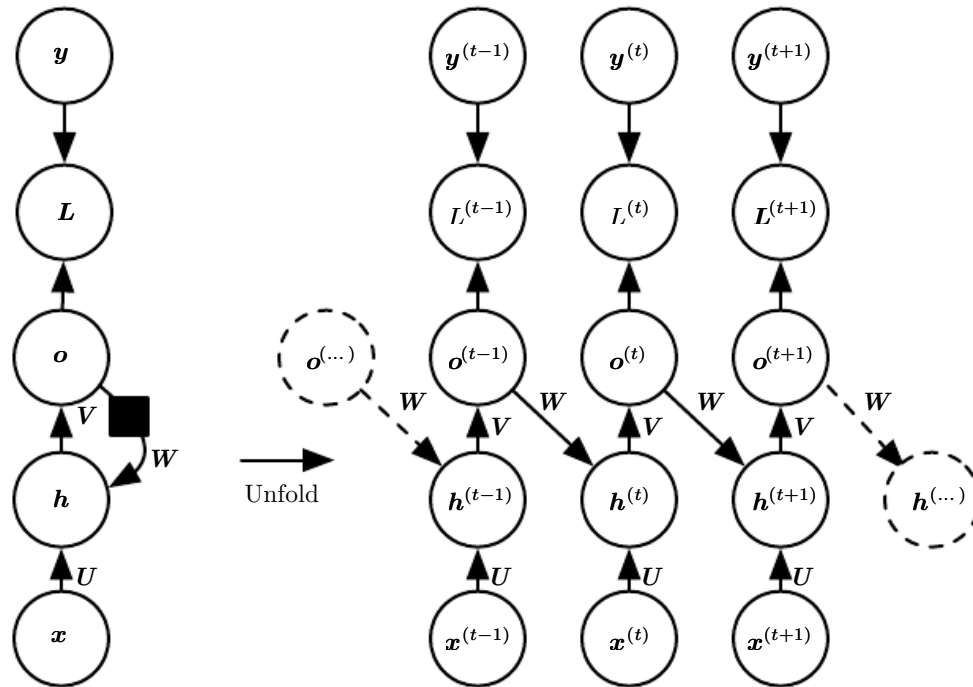 y y^(t−1) y^(t) y^(t+1)
L L^(t−1) L^(t) L^(t+1)
o o^(...) o^(t−1) o^(t) o^(t+1)
W W W W
V V V V
W
Unfold
h h^(t−1) h^(t) h^(t+1) h^(...)
U U U U
x x^(t−1) x^(t) x^(t+1)